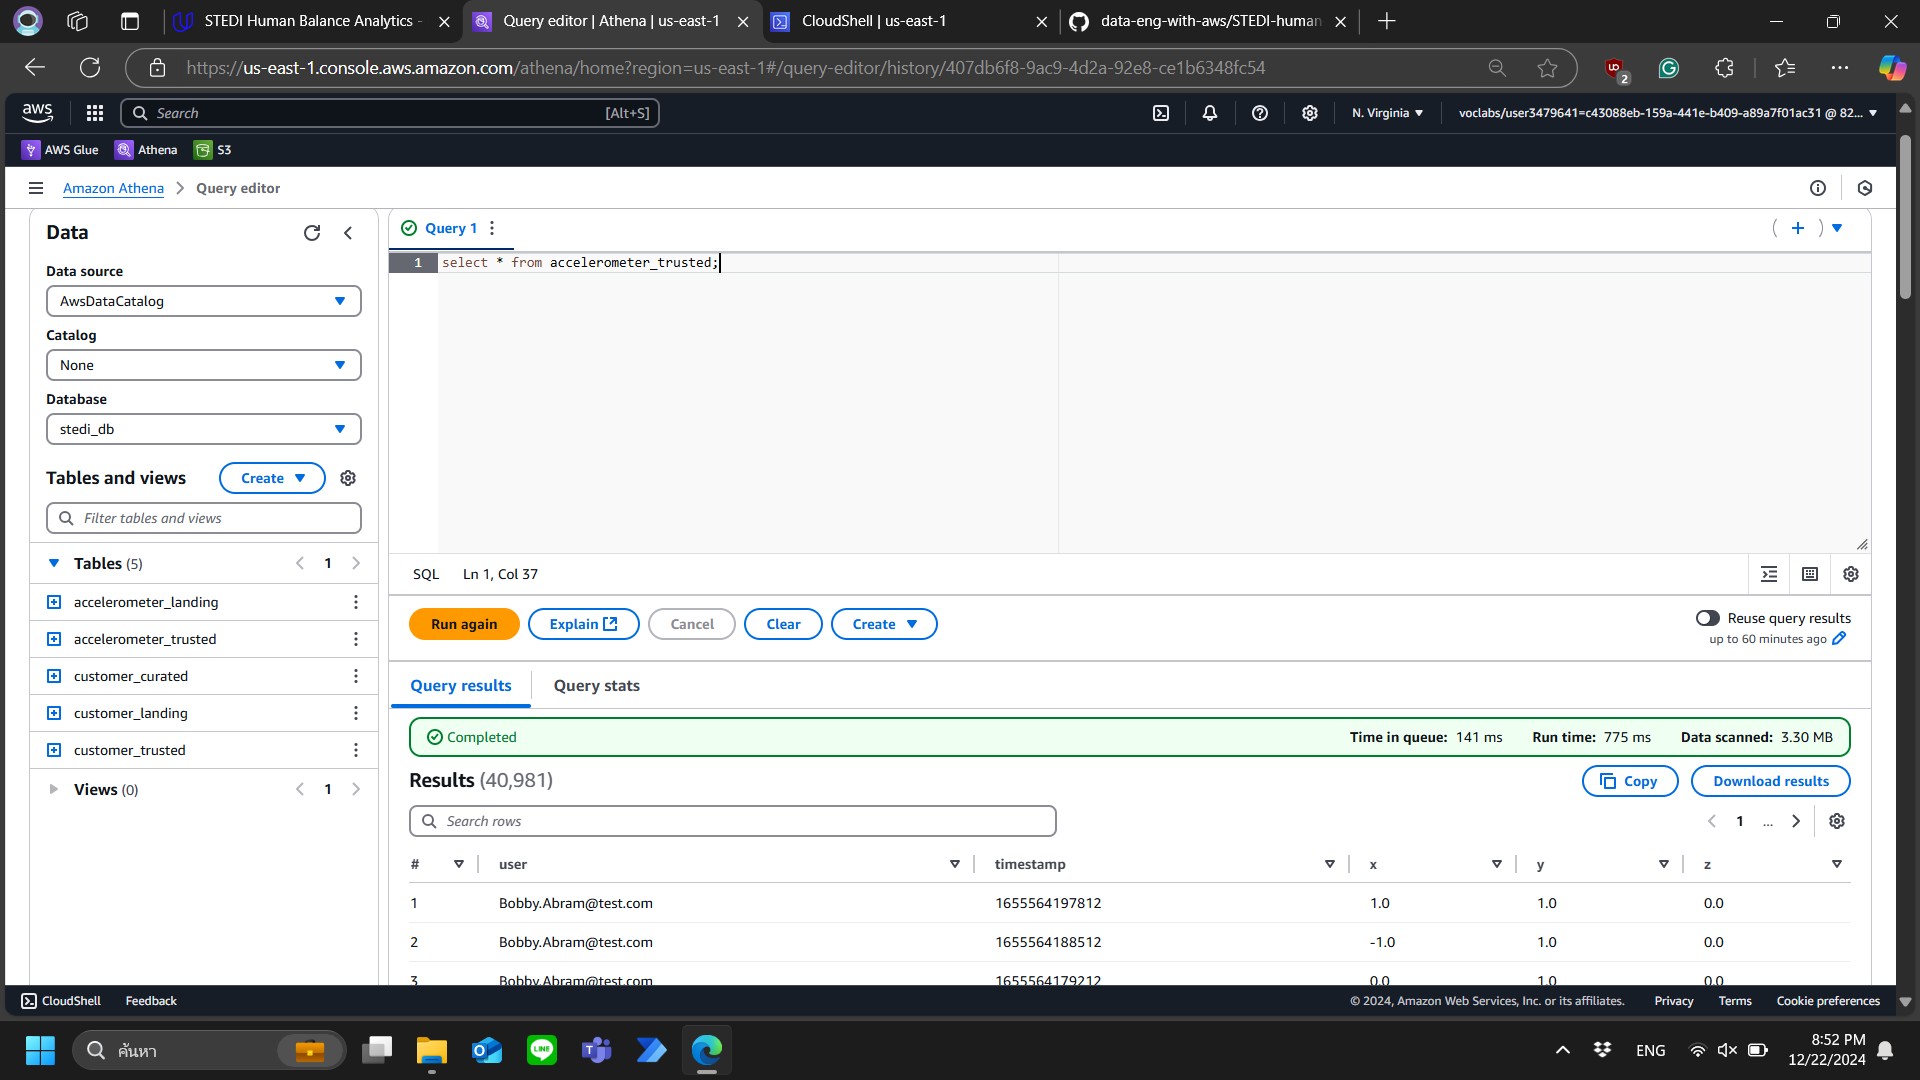 STEDI Human Balance Analytics -
Query editor | Athena | us-east-1
CloudShell | us-east-1
data-eng-with-aws/STEDI-human
https://us-east-1.console.aws.amazon.com/athena/home?region=us-east-1#/query-editor/history/407db6f8-9ac9-4d2a-92e8-ce1b6348fc54
2
aws
Search
[Alt+S]
N. Virginia
voclabs/user3479641=c43088eb-159a-441e-b409-a89a7f01ac31 @ 82...
AWS Glue
Athena
S3
Amazon Athena
Query editor
Data
Data source
AwsDataCatalog
Catalog
None
Database
stedi_db
Tables and views
Create
Filter tables and views
Tables (5)
1
accelerometer_landing
accelerometer_trusted
customer_curated
customer_landing
customer_trusted
Views (0)
1
Query 1
1 select * from accelerometer_trusted;
SQL
Ln 1, Col 37
Run again
Explain
Cancel
Clear
Create
Reuse query results
up to 60 minutes ago
Query results
Query stats
Completed
Time in queue: 141 ms
Run time: 775 ms
Data scanned: 3.30 MB
Results (40,981)
Copy
Download results
Search rows
1
...
# user timestamp x y z
1 Bobby.Abram@test.com 1655564197812 1.0 1.0 0.0
2 Bobby.Abram@test.com 1655564188512 -1.0 1.0 0.0
3 Bobby.Abram@test.com 1655564179212 0.0 1.0 0.0
CloudShell
Feedback
© 2024, Amazon Web Services, Inc. or its affiliates.
Privacy
Terms
Cookie preferences
ค้นหา
LINE
ENG
8:52 PM
12/22/2024